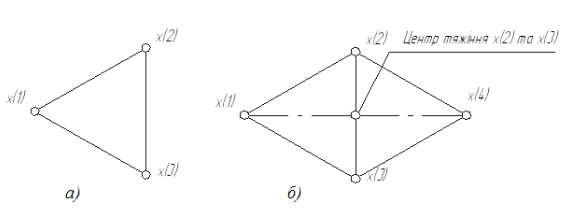 x(2)
x(1)
x(3)
а)
Центр тяжіння x(2) та x(3)
x(2)
x(1)
x(4)
x(3)
б)